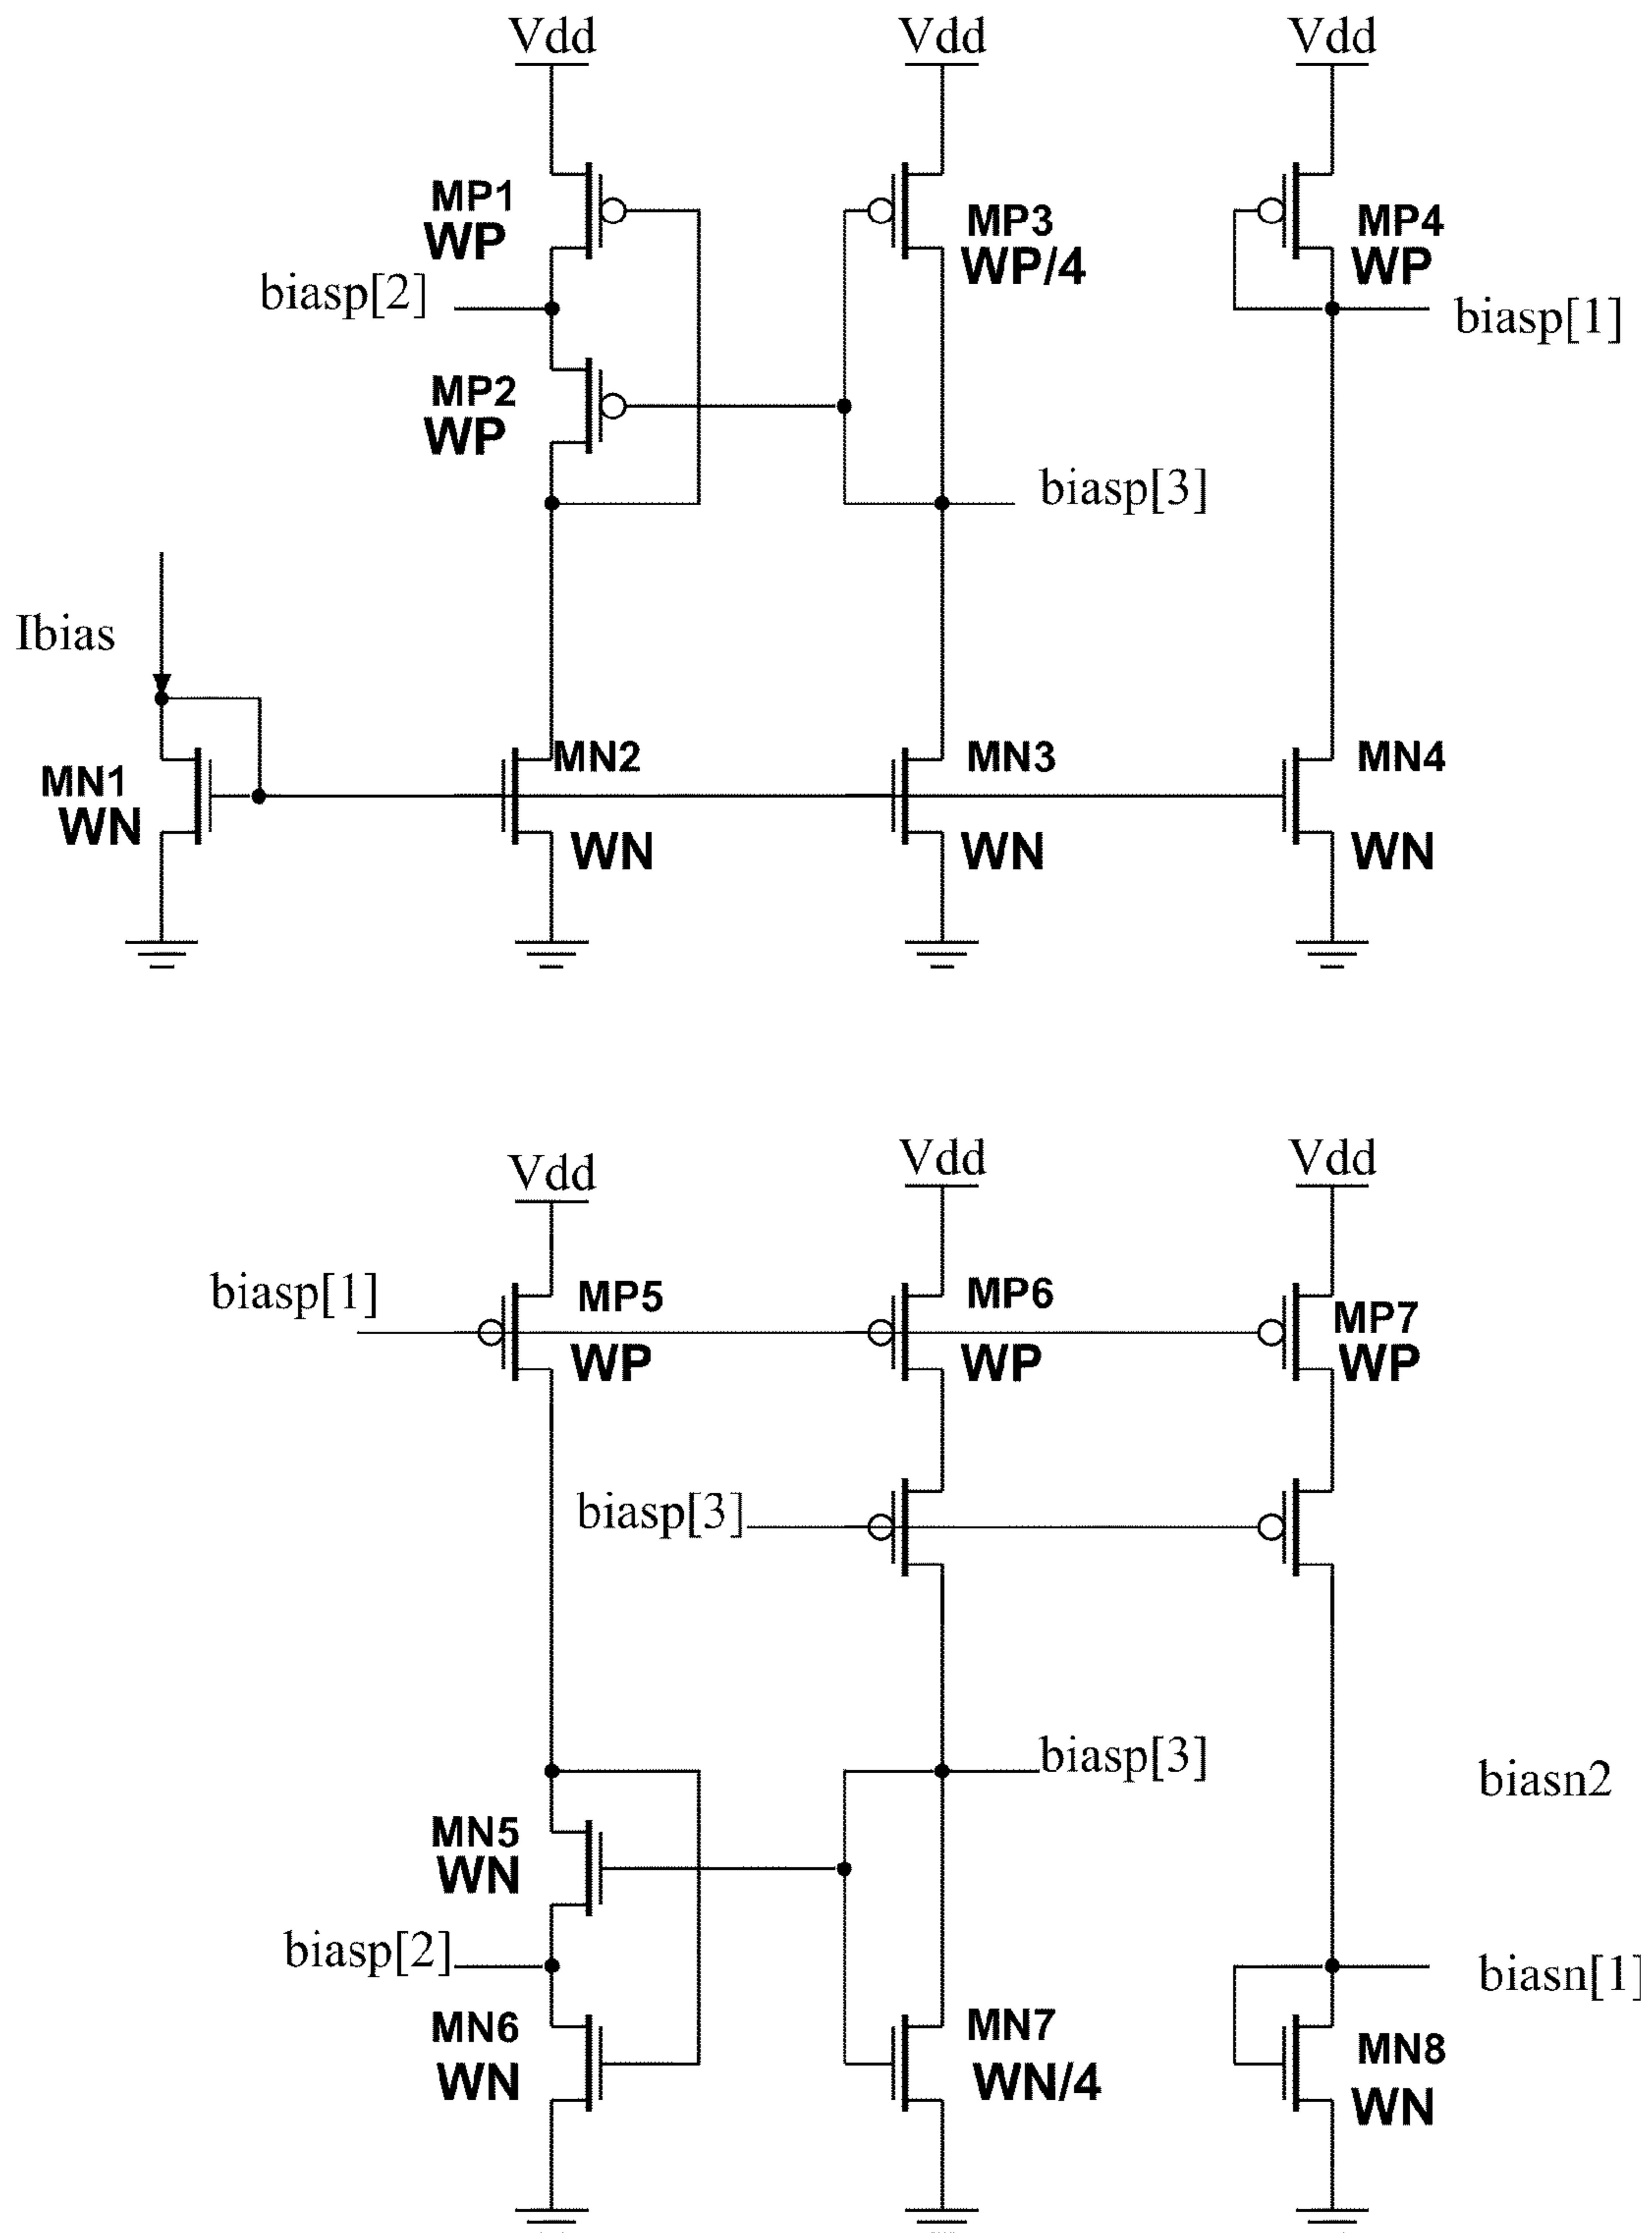 Vdd Vdd Vdd
MP1
WP
MP3
WP/4
MP4
WP
biasp[2]
biasp[1]
MP2
WP
biasp[3]
Ibias
MN1
WN
MN2
WN
MN3
WN
MN4
WN
Vdd Vdd Vdd
biasp[1]
MP5
WP
MP6
WP
MP7
WP
biasp[3]
biasp[3]
biasn2
MN5
WN
biasp[2]
biasn[1]
MN6
WN
MN7
WN/4
MN8
WN